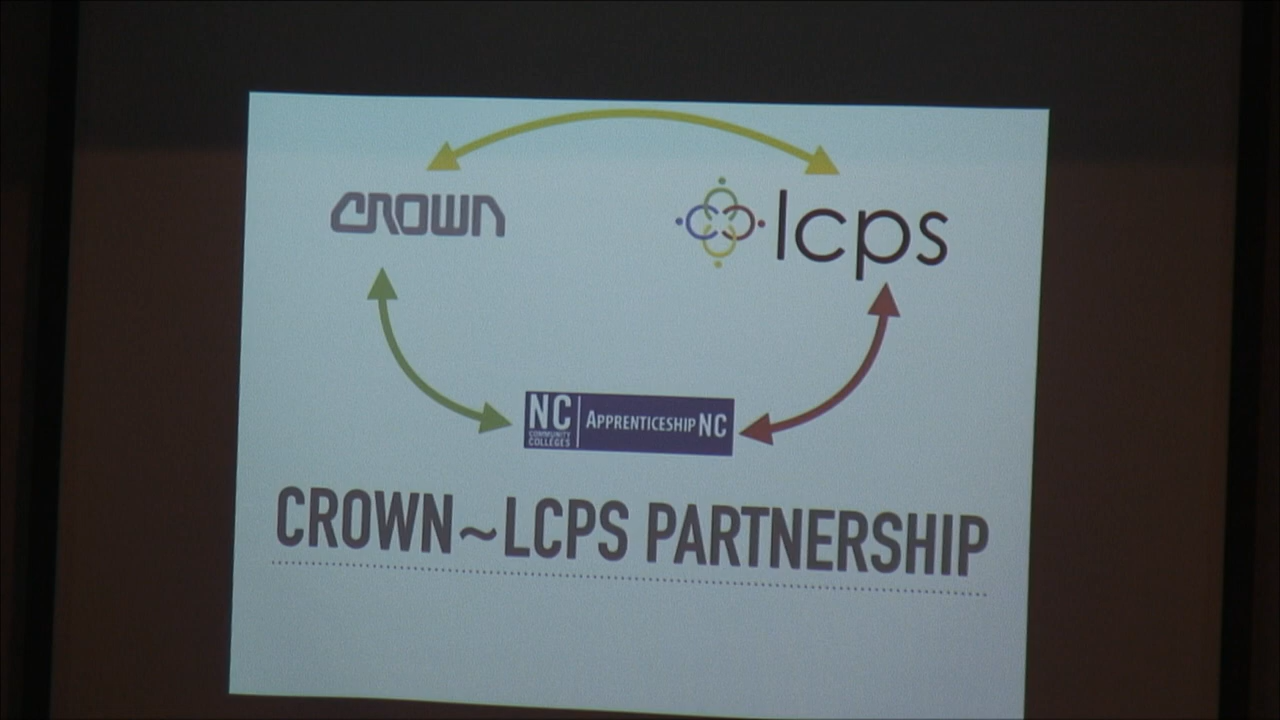 CROWN
lcps
NC
COMMUNITY
COLLEGES
APPRENTICESHIP NC
CROWN~LCPS PARTNERSHIP